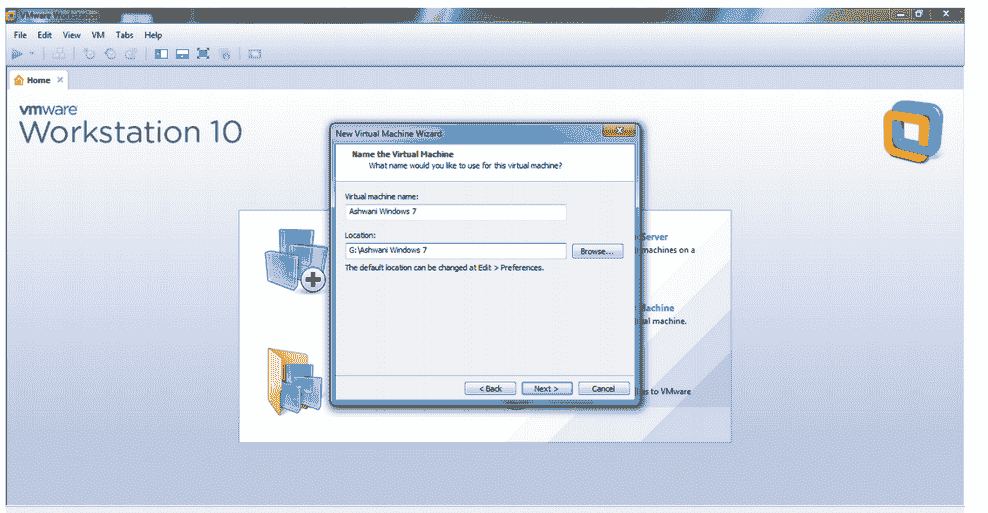 VMware Workstation
File Edit View VM Tabs Help
Home
vmware
Workstation 10
New Virtual Machine Wizard
Name the Virtual Machine
What name would you like to use for this virtual machine?
Virtual machine name:
Ashwani Windows 7
Location:
G:\Ashwani Windows 7
Browse...
The default location can be changed at Edit > Preferences.
Server
machines on a
Machine
machine.
to VMware
< Back Next > Cancel